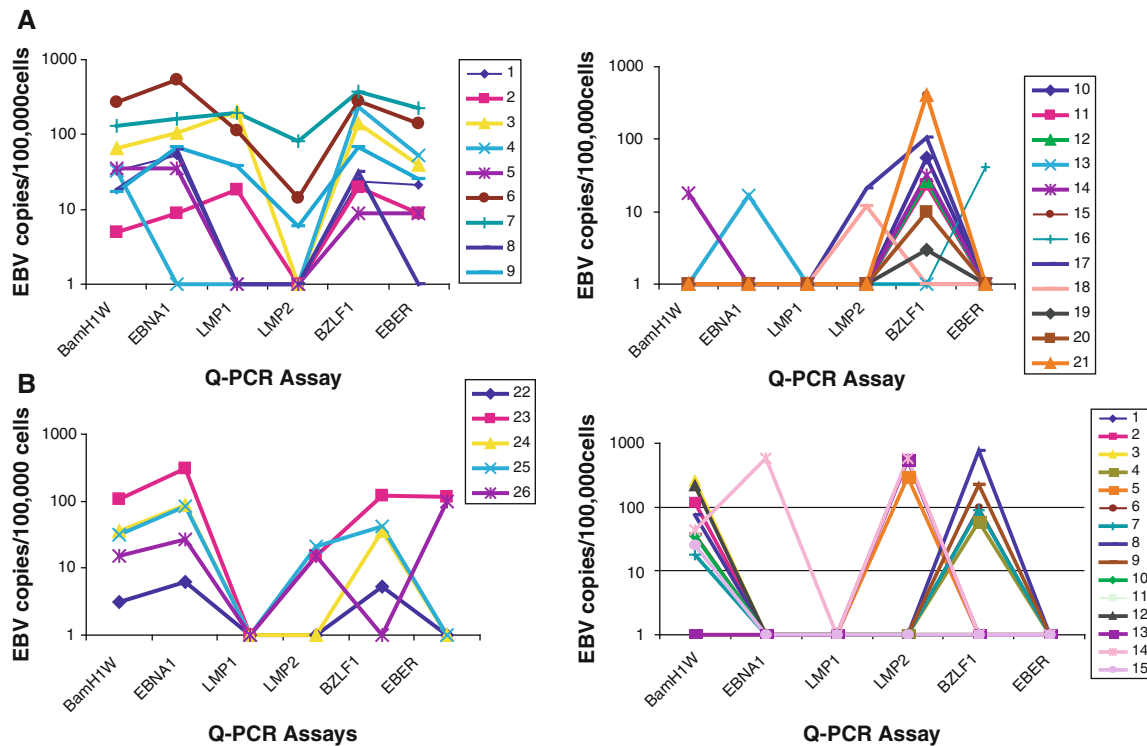 A
EBV copies/100,000cells
1000
100
10
1
BamH1W
EBNA1
LMP1
LMP2
BZLF1
EBER
Q-PCR Assay
1
2
3
4
5
6
7
8
9
EBV copies/100,000cells
1000
100
10
1
BamH1W
EBNA1
LMP1
LMP2
BZLF1
EBER
Q-PCR Assay
10
11
12
13
14
15
16
17
18
19
20
21
B
EBV copies/100,000 cells
1000
100
10
1
BamH1W
EBNA1
LMP1
LMP2
BZLF1
EBER
Q-PCR Assays
22
23
24
25
26
EBV copies/100,000cells
1000
100
10
1
BamH1W
EBNA1
LMP1
LMP2
BZLF1
EBER
Q-PCR Assay
1
2
3
4
5
6
7
8
9
10
11
12
13
14
15